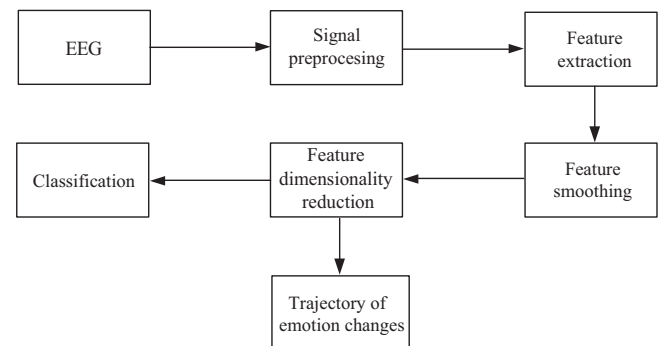 EEG
Signal
preprocesing
Feature
extraction
Feature
smoothing
Feature
dimensionality
reduction
Classification
Trajectory of
emotion changes